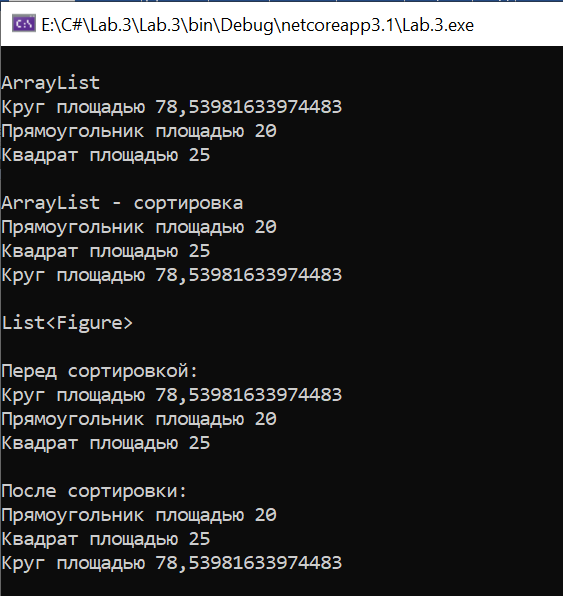 E:\C#\Lab.3\Lab.3\bin\Debug\netcoreapp3.1\Lab.3.exe
ArrayList
Круг площадью 78,53981633974483
Прямоугольник площадью 20
Квадрат площадью 25
ArrayList - сортировка
Прямоугольник площадью 20
Квадрат площадью 25
Круг площадью 78,53981633974483
List<Figure>
Перед сортировкой:
Круг площадью 78,53981633974483
Прямоугольник площадью 20
Квадрат площадью 25
После сортировки:
Прямоугольник площадью 20
Квадрат площадью 25
Круг площадью 78,53981633974483